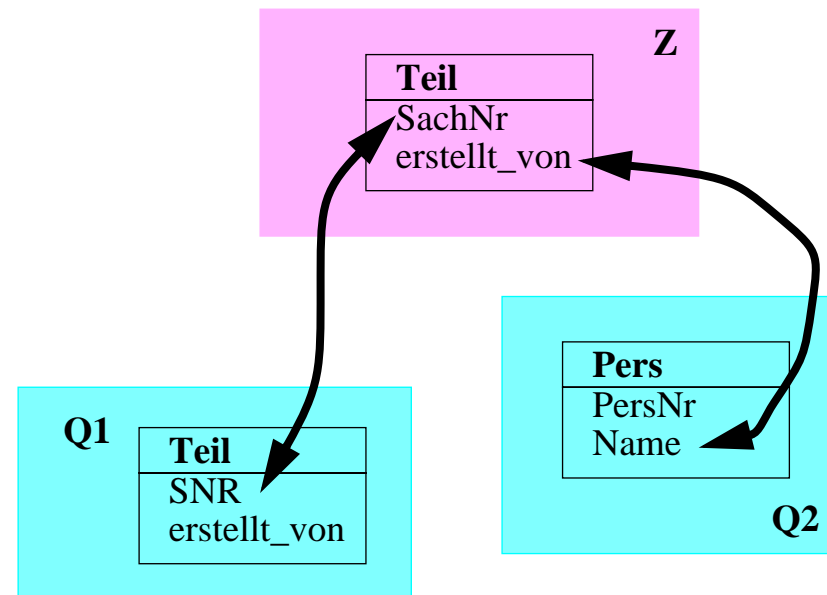 Z
Teil
SachNr
erstellt_von
Q1
Teil
SNR
erstellt_von
Pers
PersNr
Name
Q2